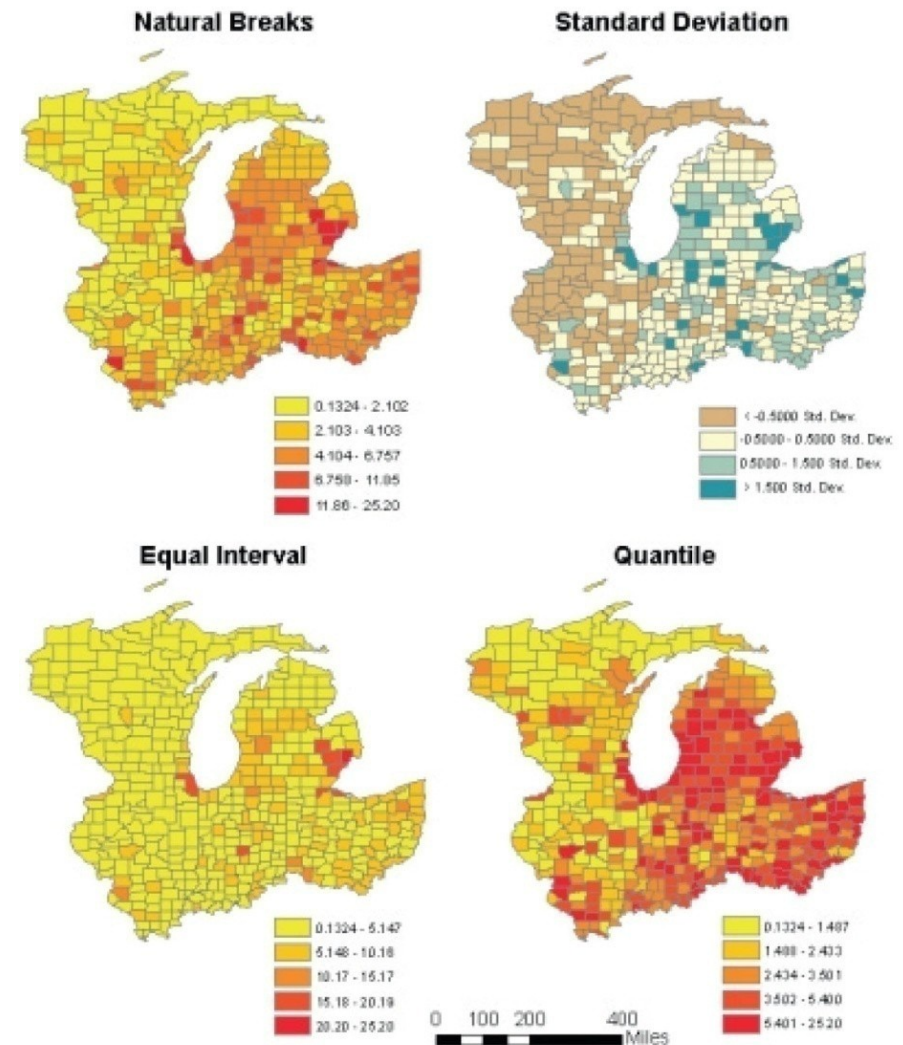 Natural Breaks
Standard Deviation
0.1324 - 2.102
2.103 - 4.103
4.104 - 6.757
6.758 - 11.85
11.86 - 25.20
< -0.5000 Std. Dev.
-0.5000 - 0.5000 Std. Dev.
0.5000 - 1.500 Std. Dev.
> 1.500 Std. Dev.
Equal Interval
Quantile
0.1324 - 5.147
5.148 - 10.16
10.17 - 15.17
15.18 - 20.19
20.20 - 25.20
0.1324 - 1.487
1.488 - 2.433
2.434 - 3.501
3.502 - 5.400
5.401 - 25.20
0 100 200 400
Miles